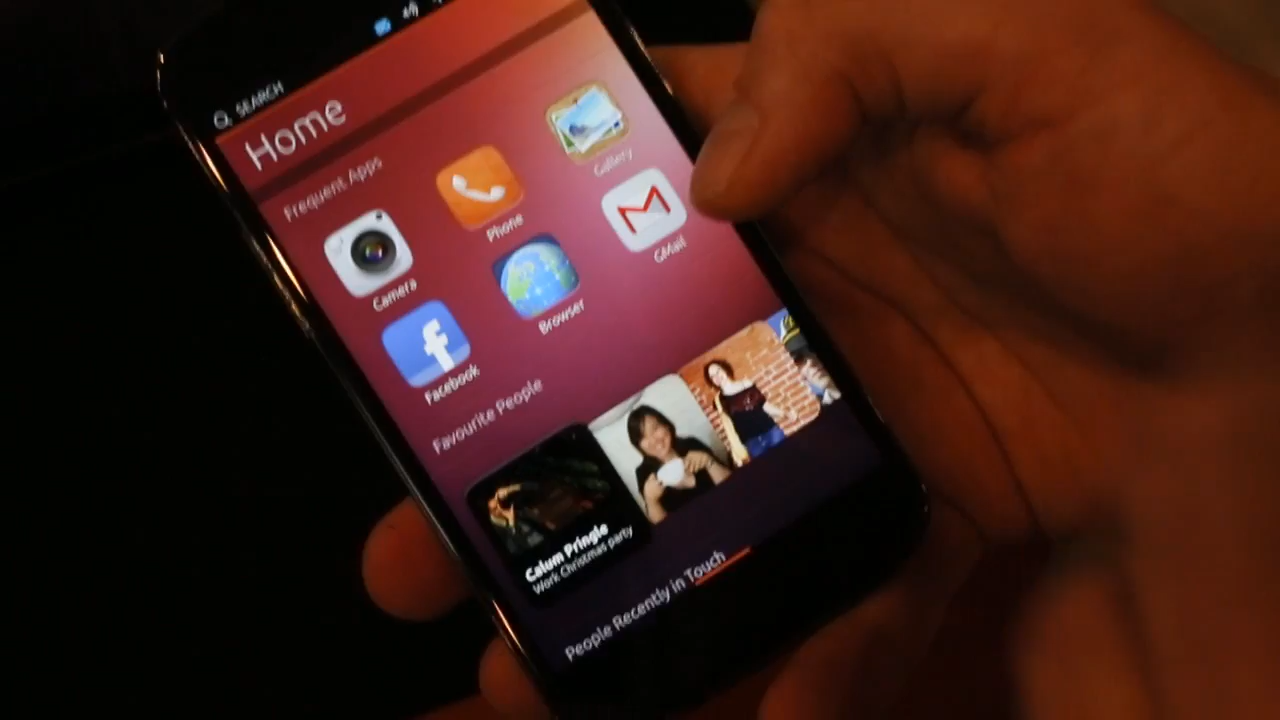 SEARCH
Home
Frequent Apps
Camera
Phone
Gallery
Facebook
Browser
GMail
Favourite People
Calum Pringle
Work Christmas party
People Recently in Touch